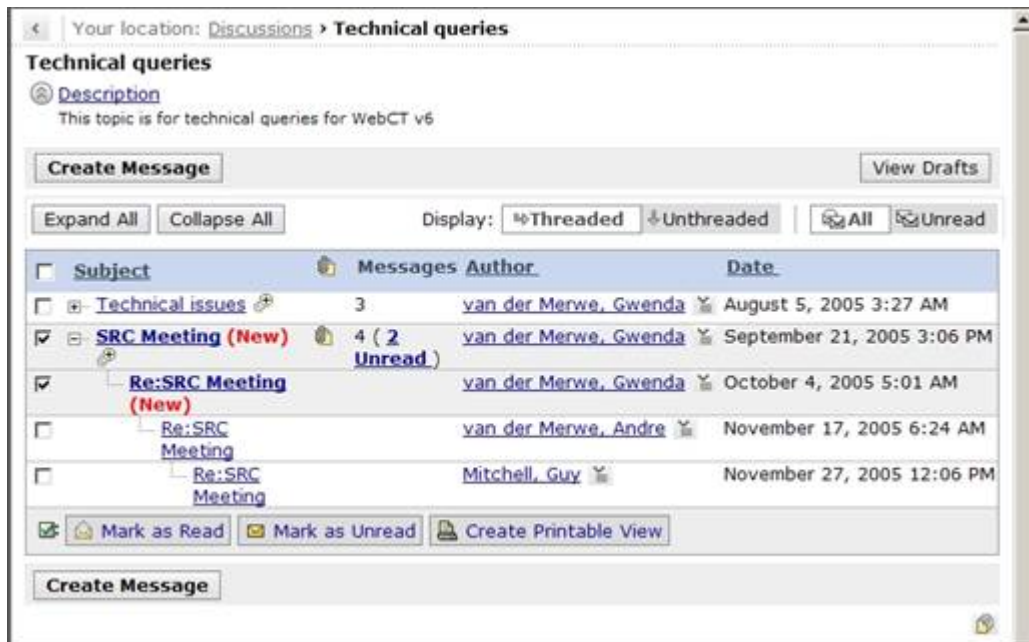 Your location: Discussions › Technical queries
Technical queries
Description
This topic is for technical queries for WebCT v6
Create Message View Drafts
Expand All Collapse All Display: Threaded Unthreaded All Unread
Subject Messages Author Date
Technical issues 3 van der Merwe, Gwenda August 5, 2005 3:27 AM
SRC Meeting (New) 4 ( 2 van der Merwe, Gwenda September 21, 2005 3:06 PM
Unread )
Re:SRC Meeting van der Merwe, Gwenda October 4, 2005 5:01 AM
(New)
Re:SRC van der Merwe, Andre November 17, 2005 6:24 AM
Meeting
Re:SRC Mitchell, Guy November 27, 2005 12:06 PM
Meeting
Mark as Read Mark as Unread Create Printable View
Create Message